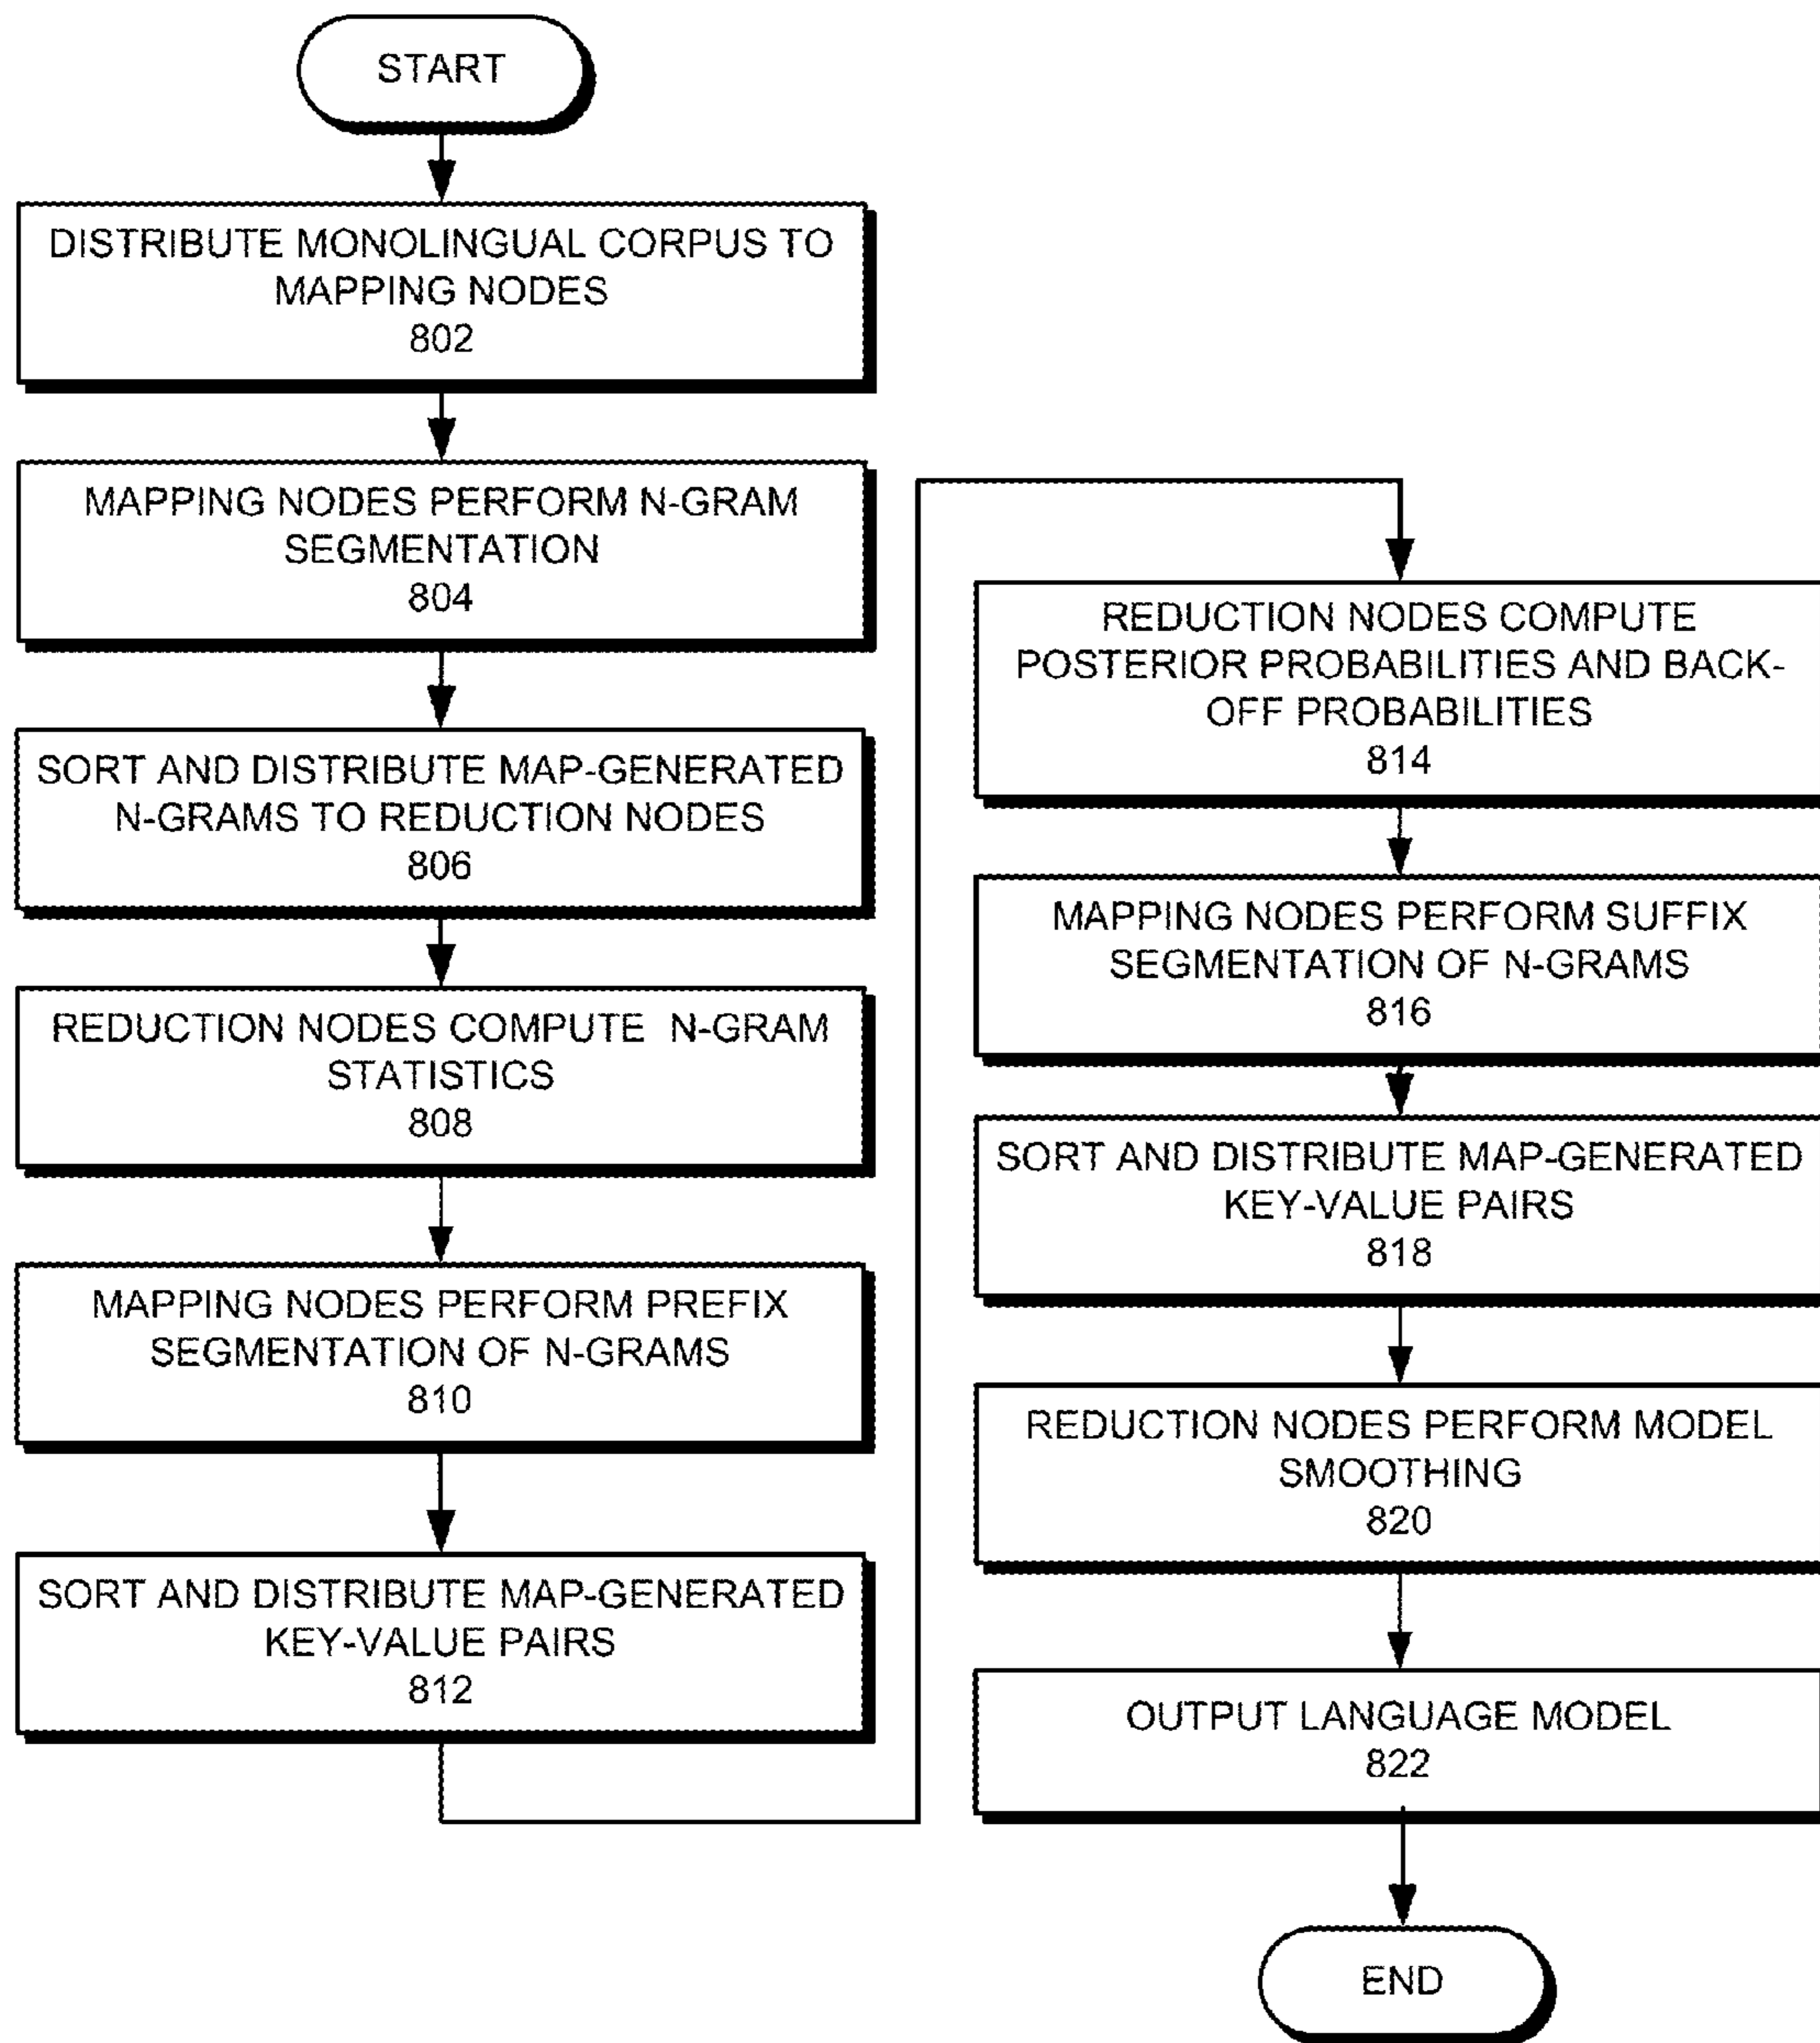 START
DISTRIBUTE MONOLINGUAL CORPUS TO
MAPPING NODES
802
MAPPING NODES PERFORM N-GRAM
SEGMENTATION
804
SORT AND DISTRIBUTE MAP-GENERATED
N-GRAMS TO REDUCTION NODES
806
REDUCTION NODES COMPUTE N-GRAM
STATISTICS
808
MAPPING NODES PERFORM PREFIX
SEGMENTATION OF N-GRAMS
810
SORT AND DISTRIBUTE MAP-GENERATED
KEY-VALUE PAIRS
812
REDUCTION NODES COMPUTE
POSTERIOR PROBABILITIES AND BACK-
OFF PROBABILITIES
814
MAPPING NODES PERFORM SUFFIX
SEGMENTATION OF N-GRAMS
816
SORT AND DISTRIBUTE MAP-GENERATED
KEY-VALUE PAIRS
818
REDUCTION NODES PERFORM MODEL
SMOOTHING
820
OUTPUT LANGUAGE MODEL
822
END